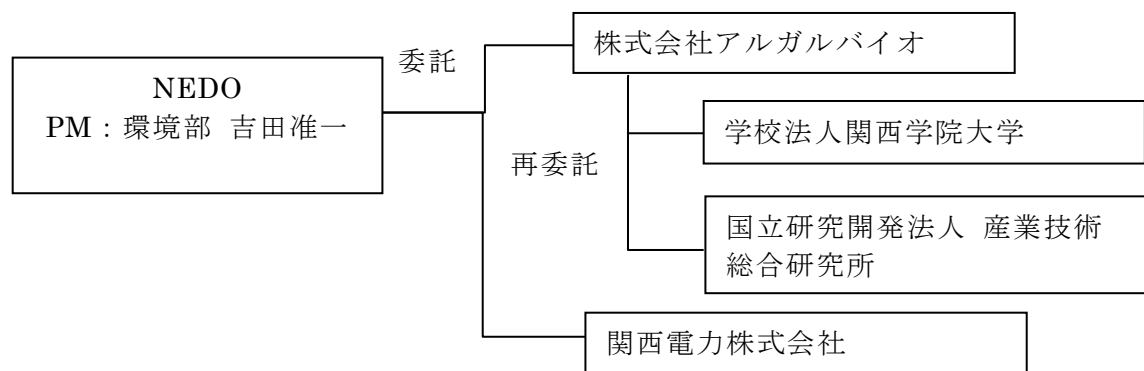 NEDO
PM：環境部 吉田准一
委託
株式会社アルガルバイオ
再委託
学校法人関西学院大学
国立研究開発法人 産業技術
総合研究所
関西電力株式会社